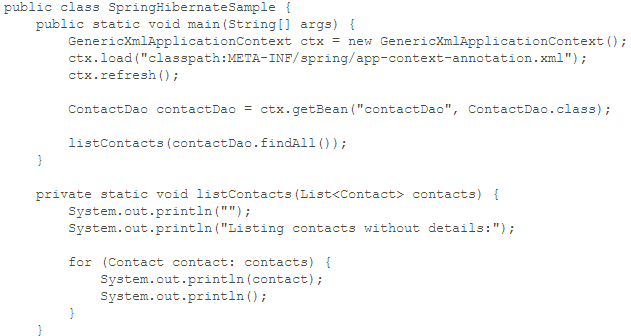 public class SpringHibernateSample {
    public static void main(String[] args) {
        GenericXmlApplicationContext ctx = new GenericXmlApplicationContext();
        ctx.load("classpath:META-INF/spring/app-context-annotation.xml");
        ctx.refresh();

        ContactDao contactDao = ctx.getBean("contactDao", ContactDao.class);

        listContacts(contactDao.findAll());
    }

    private static void listContacts(List<Contact> contacts) {
        System.out.println("");
        System.out.println("Listing contacts without details:");

        for (Contact contact: contacts) {
            System.out.println(contact);
            System.out.println();
        }
    }